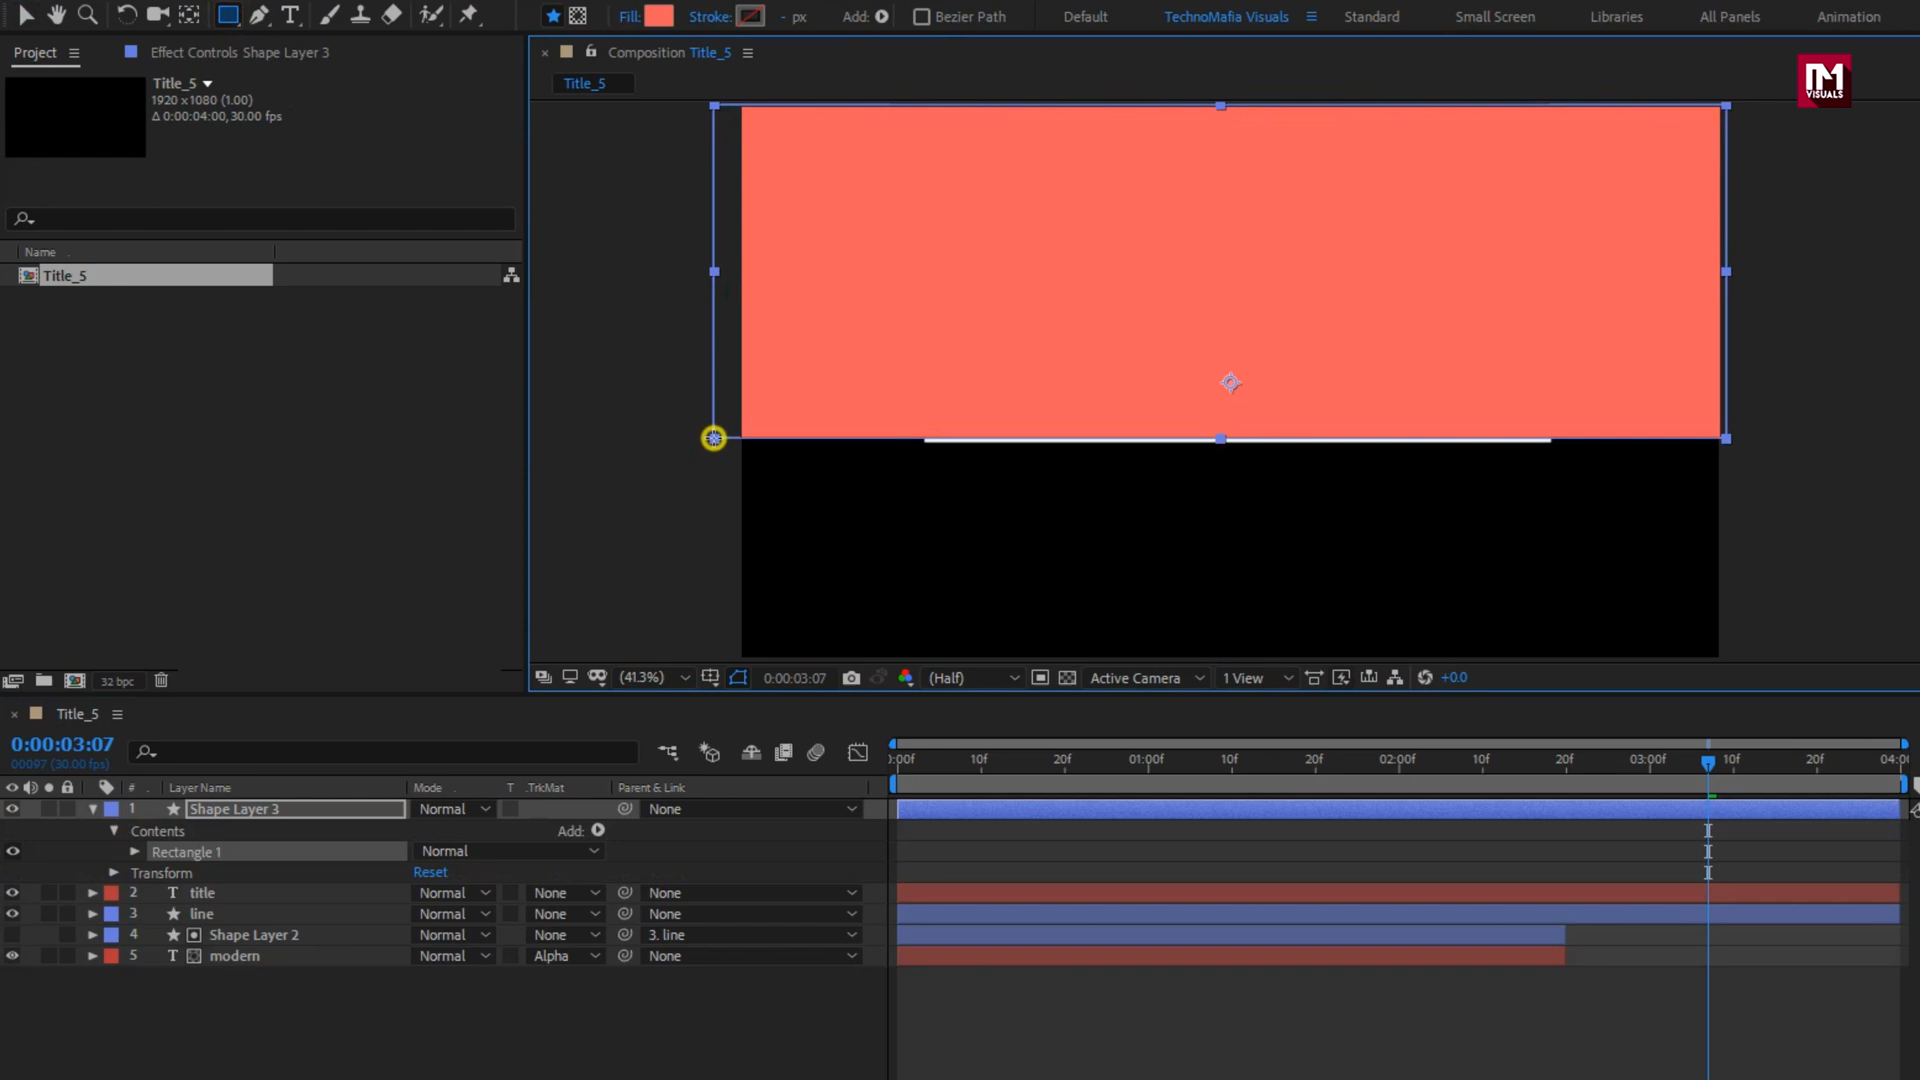 Fill: Stroke: - px Add: Bezier Path Default TechnoMafia Visuals Standard Small Screen Libraries All Panels Animation
Project Effect Controls Shape Layer 3
Composition Title_5
Title_5
1920 x1080 (1.00)
Δ 0:00:04:00, 30.00 fps
Title_5
VISUALS
Name
Title_5
32 bpc
(41.3%) 0:00:03:07 (Half) Active Camera 1 View +0.0
Title_5
0:00:03:07
00097 (30.00 fps)
:00f 10f 20f 01:00f 10f 20f 02:00f 10f 20f 03:00f 10f 20f 04:00
# Layer Name Mode T .TrkMat Parent & Link
1 Shape Layer 3 Normal None
Contents Add:
Rectangle 1 Normal
Transform Reset
2 T title Normal None None
3 line Normal None None
4 Shape Layer 2 Normal None 3. line
5 T modern Normal Alpha None